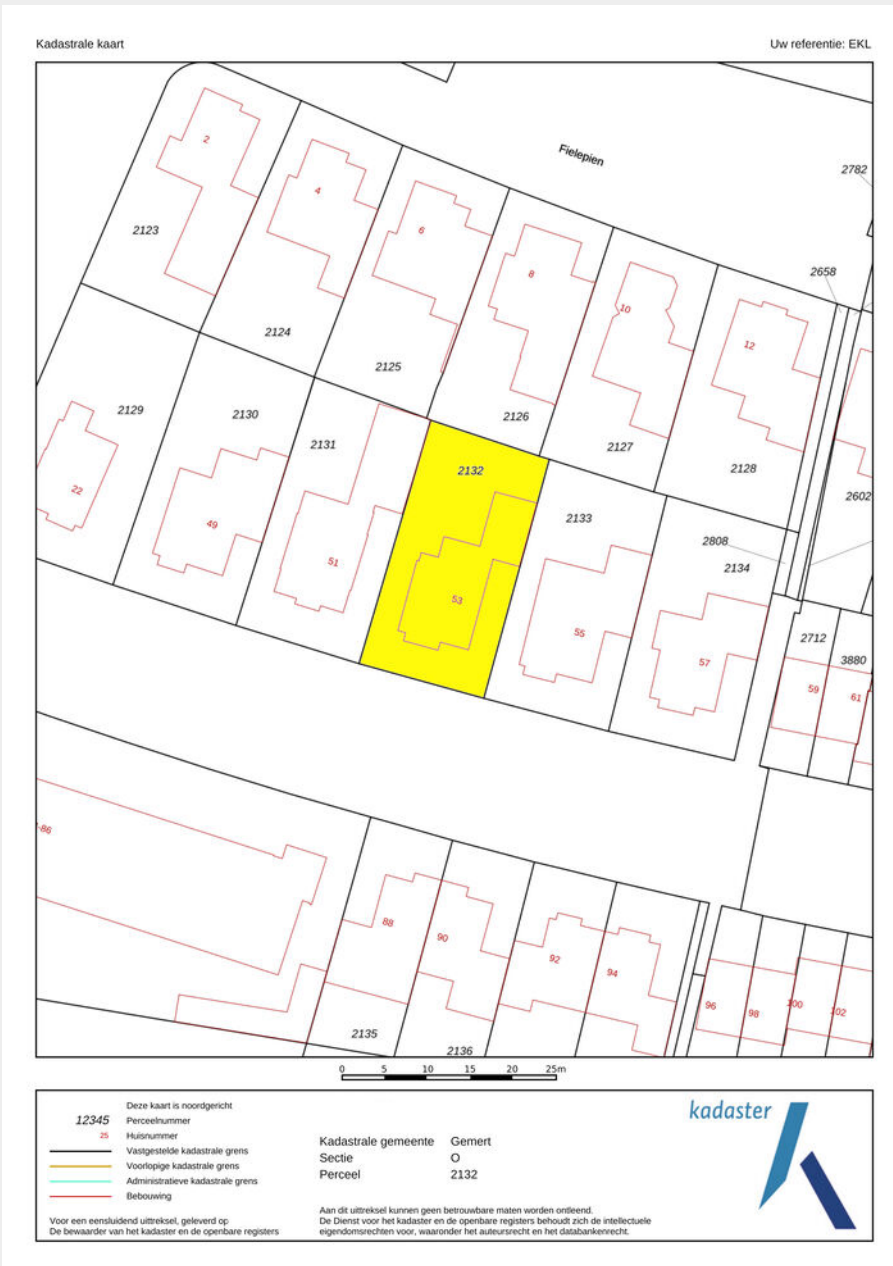 Kadastrale kaart
Uw referentie: EKL
2
Fielepien
2782
4
6
2123
8
2658
10
2124
12
2125
2129
2130
2126
2131
2127
2132
2128
22
2602
49
2133
2808
51
2134
53
55
2712
57
3880
59
61
-86
88
90
92
94
96
98
100
102
2135
2136
0 5 10 15 20 25m
Deze kaart is noordgericht
12345 Perceelnummer
25 Huisnummer
Vastgestelde kadastrale grens
Voorlopige kadastrale grens
Administratieve kadastrale grens
Bebouwing
Voor een eensluidend uittreksel, geleverd op
De bewaarder van het kadaster en de openbare registers
Kadastrale gemeente Gemert
Sectie O
Perceel 2132
Aan dit uittreksel kunnen geen betrouwbare maten worden ontleend.
De Dienst voor het kadaster en de openbare registers behoudt zich de intellectuele
eigendomsrechten voor, waaronder het auteursrecht en het databankenrecht.
kadaster